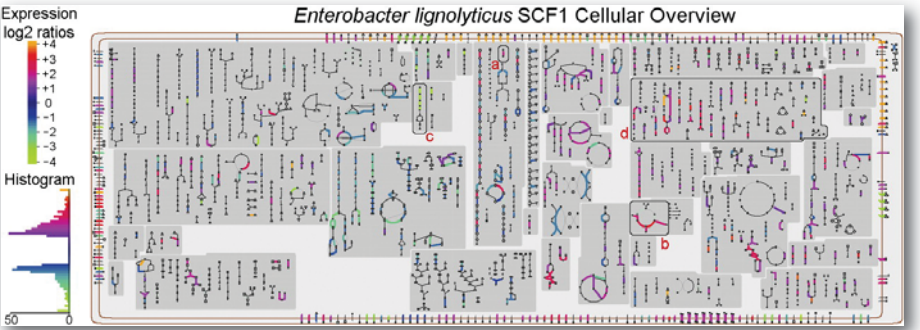 Enterobacter lignolyticus SCF1 Cellular Overview
Expression
log2 ratios
+4
+3
+2
+1
0
-1
-2
-3
-4
Histogram
50 0
a
c
d
b